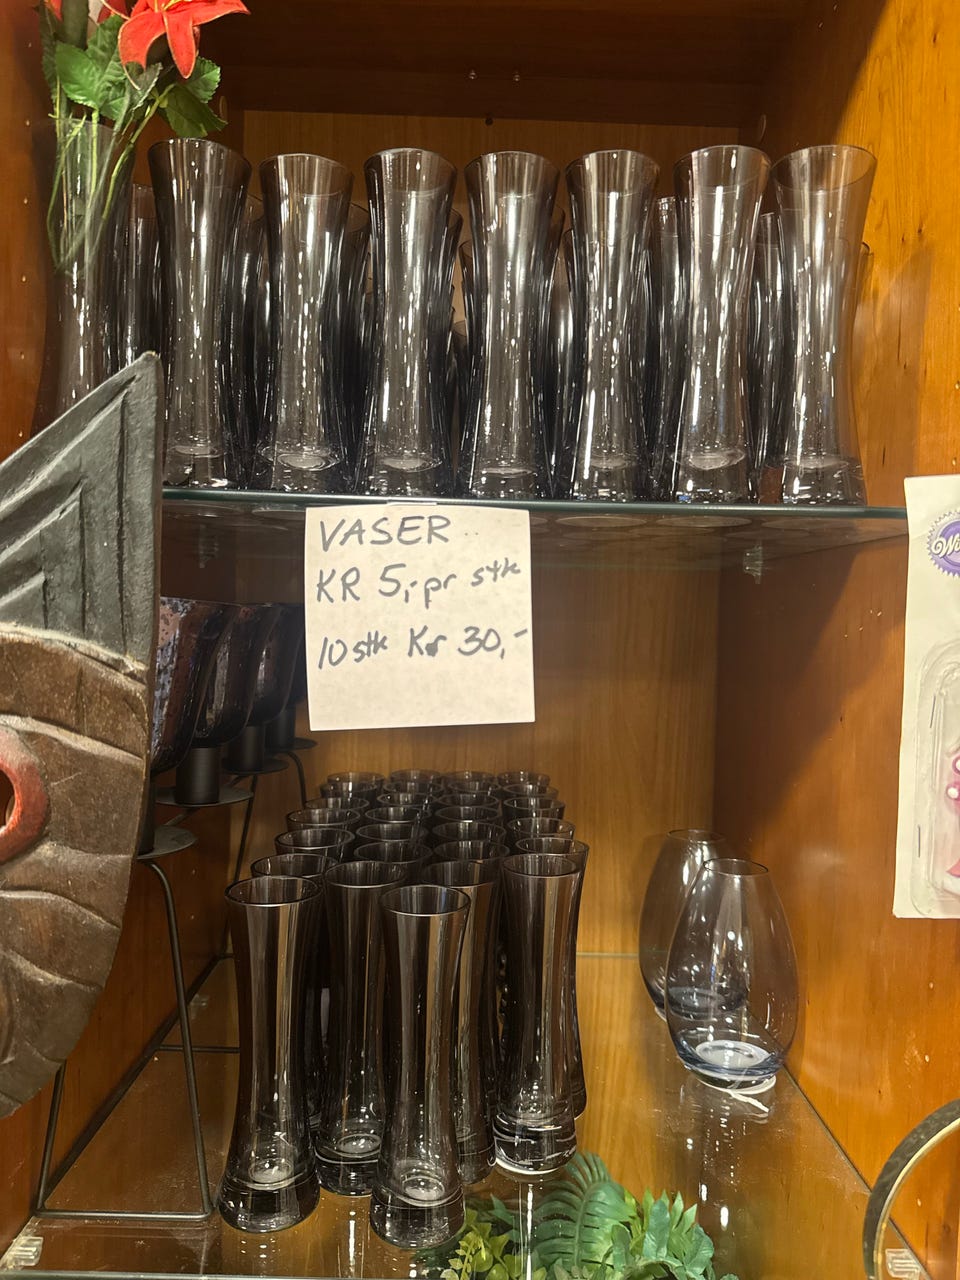 VASER
KR 5,- pr stk
10 stk Kr 30,-